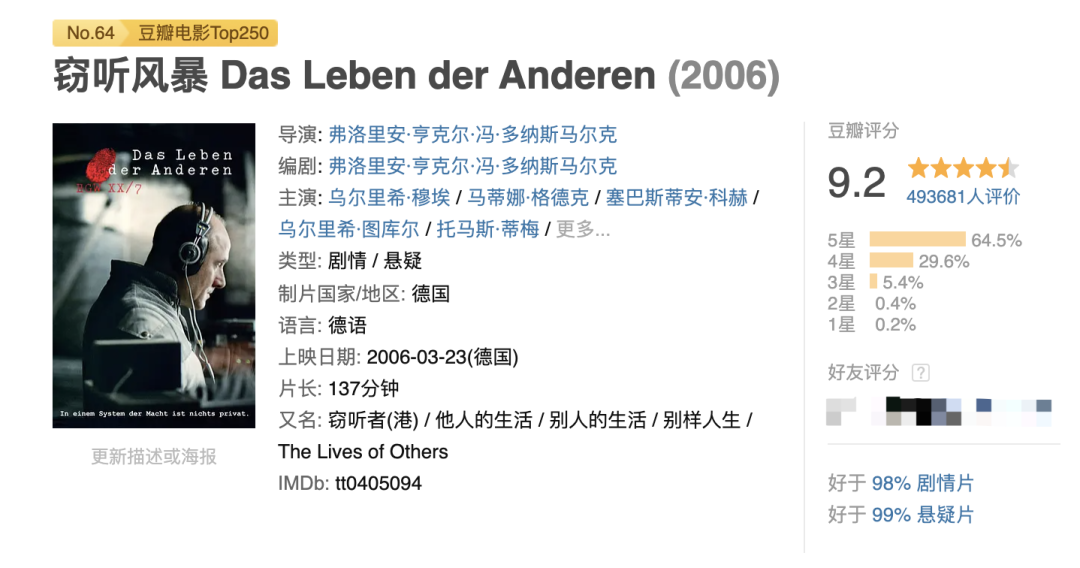 No.64 豆瓣电影Top250
窃听风暴 Das Leben der Anderen (2006)
Das Leben
der Anderen
HGW XX/7
In einem System der Macht ist nichts privat.
更新描述或海报
导演: 弗洛里安·亨克尔·冯·多纳斯马尔克
编剧: 弗洛里安·亨克尔·冯·多纳斯马尔克
主演: 乌尔里希·穆埃 / 马蒂娜·格德克 / 塞巴斯蒂安·科赫 /
乌尔里希·图库尔 / 托马斯·蒂梅 / 更多...
类型: 剧情 / 悬疑
制片国家/地区: 德国
语言: 德语
上映日期: 2006-03-23(德国)
片长: 137分钟
又名: 窃听者(港) / 他人的生活 / 别人的生活 / 别样人生 /
The Lives of Others
IMDb: tt0405094
豆瓣评分
9.2
493681人评价
5星 64.5%
4星 29.6%
3星 5.4%
2星 0.4%
1星 0.2%
好友评分 ?
好于 98% 剧情片
好于 99% 悬疑片